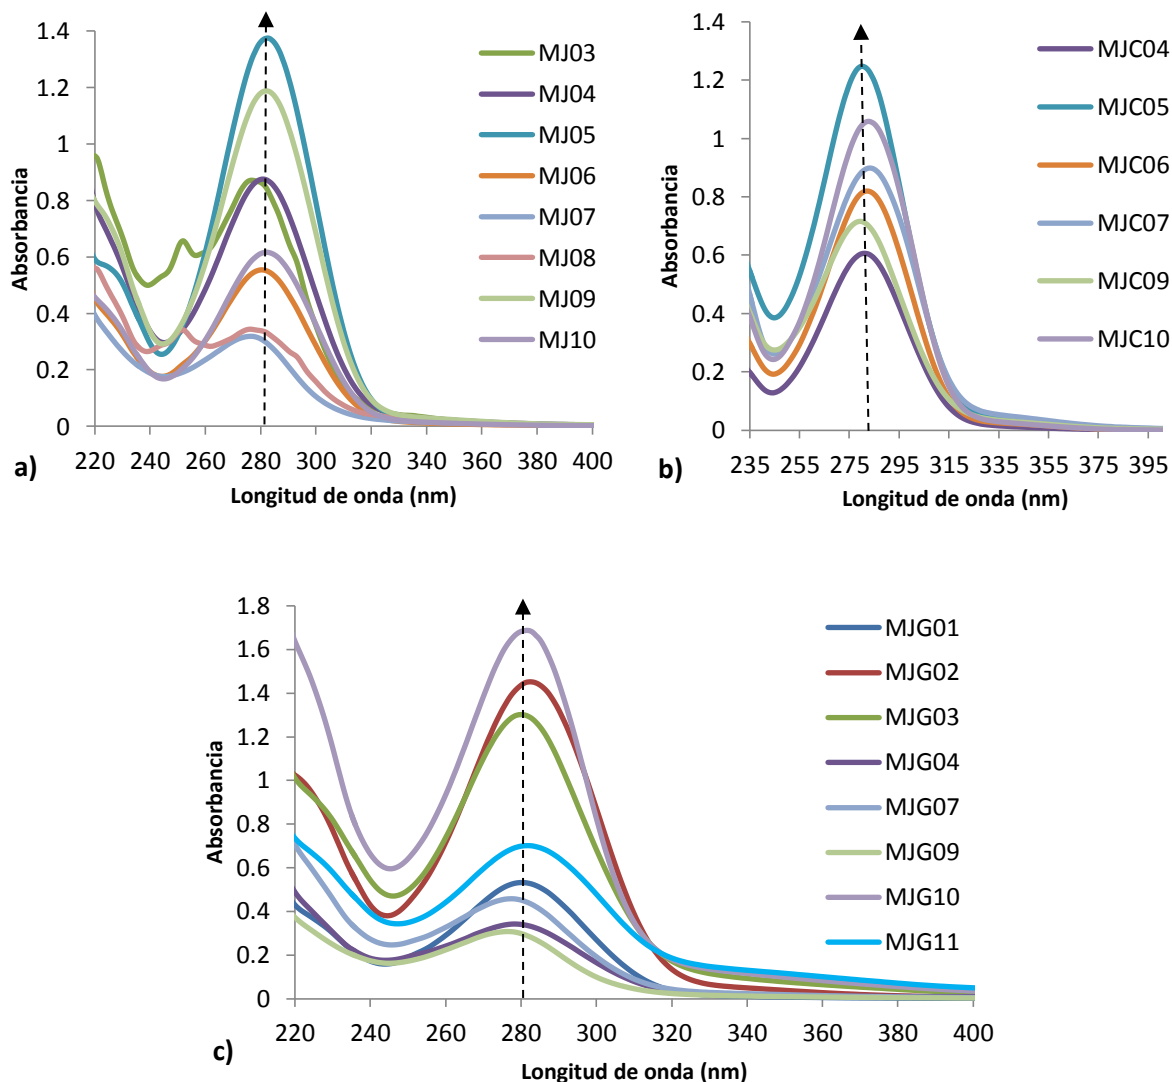 1.4
1.2
1
0.8
0.6
0.4
0.2
0
Absorbancia
220 240 260 280 300 320 340 360 380 400
Longitud de onda (nm)
a)
MJ03
MJ04
MJ05
MJ06
MJ07
MJ08
MJ09
MJ10
1.4
1.2
1
0.8
0.6
0.4
0.2
0
Absorbancia
235 255 275 295 315 335 355 375 395
Longitud de onda (nm)
b)
MJC04
MJC05
MJC06
MJC07
MJC09
MJC10
1.8
1.6
1.4
1.2
1
0.8
0.6
0.4
0.2
0
Absorbancia
220 240 260 280 300 320 340 360 380 400
Longitud de onda (nm)
c)
MJG01
MJG02
MJG03
MJG04
MJG07
MJG09
MJG10
MJG11